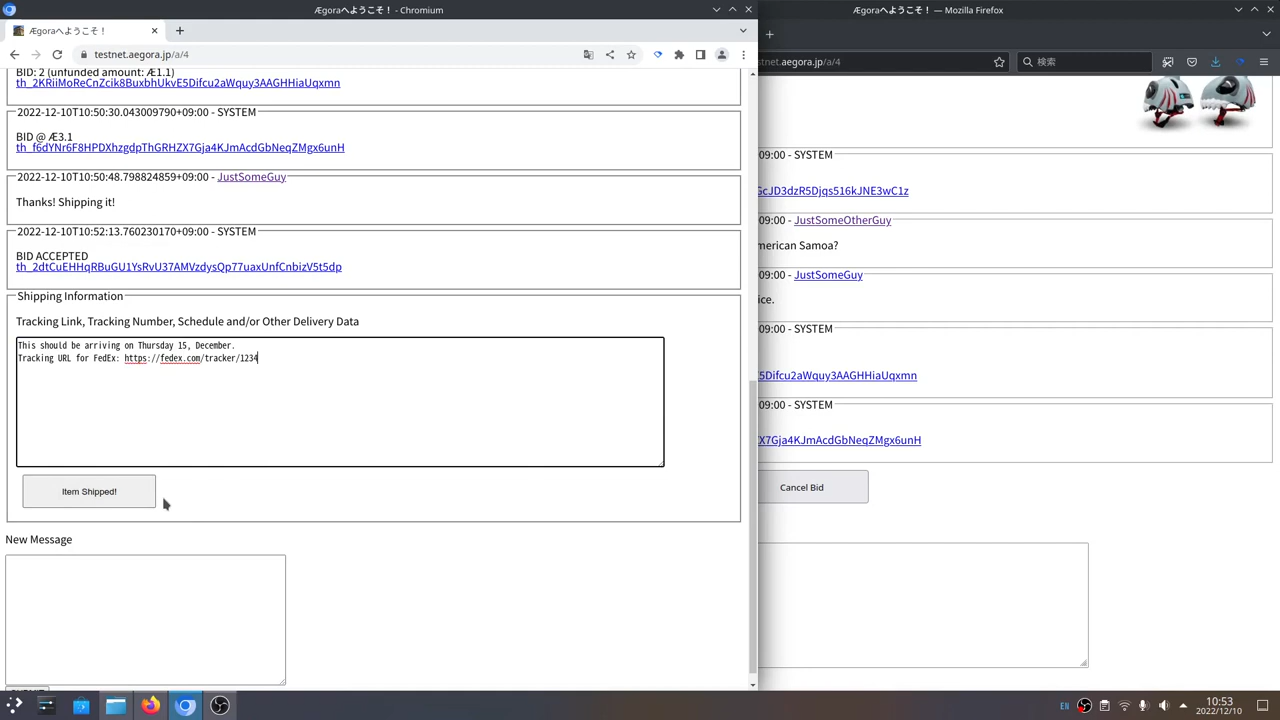 Ægoraへようこそ！ - Chromium
Ægoraへようこそ！ — Mozilla Firefox
Ægoraへようこそ！
testnet.aegora.jp/a/4
stnet.aegora.jp/a/4
検索
BID: 2 (unfunded amount: Æ1.1)
th_2KRiiMoReCnZcik8BuxbhUkvE5Difcu2aWquy3AAGHHiaUqxmn
2022-12-10T10:50:30.043009790+09:00 - SYSTEM
BID @ Æ3.1
th_f6dYNr6F8HPDXhzgdpThGRHZX7Gja4KJmAcdGbNeqZMgx6unH
2022-12-10T10:50:48.798824859+09:00 - JustSomeGuy
Thanks! Shipping it!
2022-12-10T10:52:13.760230170+09:00 - SYSTEM
BID ACCEPTED
th_2dtCuEHHqRBuGU1YsRvU37AMVzdysQp77uaxUnfCnbizV5t5dp
Shipping Information
Tracking Link, Tracking Number, Schedule and/or Other Delivery Data
This should be arriving on Thursday 15, December.
Tracking URL for FedEx: https://fedex.com/tracker/1234
Item Shipped!
New Message
09:00 - SYSTEM
GcJD3dzR5Djqs516kJNE3wC1z
09:00 - JustSomeOtherGuy
merican Samoa?
09:00 - JustSomeGuy
ice.
09:00 - SYSTEM
5Difcu2aWquy3AAGHHiaUqxmn
09:00 - SYSTEM
X7Gja4KJmAcdGbNeqZMgx6unH
Cancel Bid
EN
10:53
2022/12/10